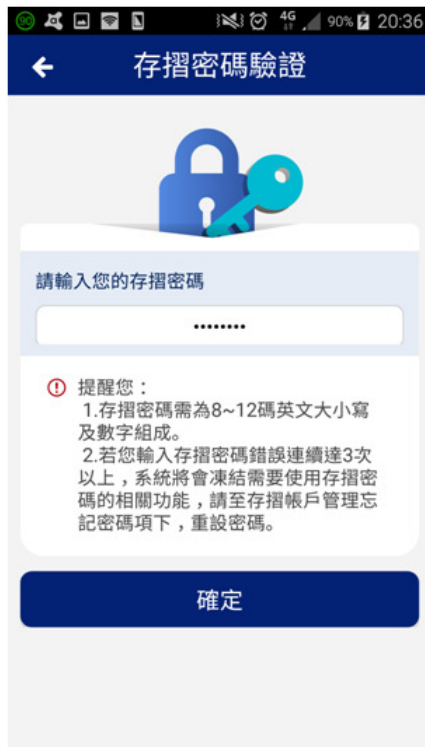 90 4G 90% 20:36
存摺密碼驗證
請輸入您的存摺密碼
••••••••
提醒您：
1.存摺密碼需為8~12碼英文大小寫
及數字組成。
2.若您輸入存摺密碼錯誤連續達3次
以上，系統將會凍結需要使用存摺密
碼的相關功能，請至存摺帳戶管理忘
記密碼項下，重設密碼。
確定